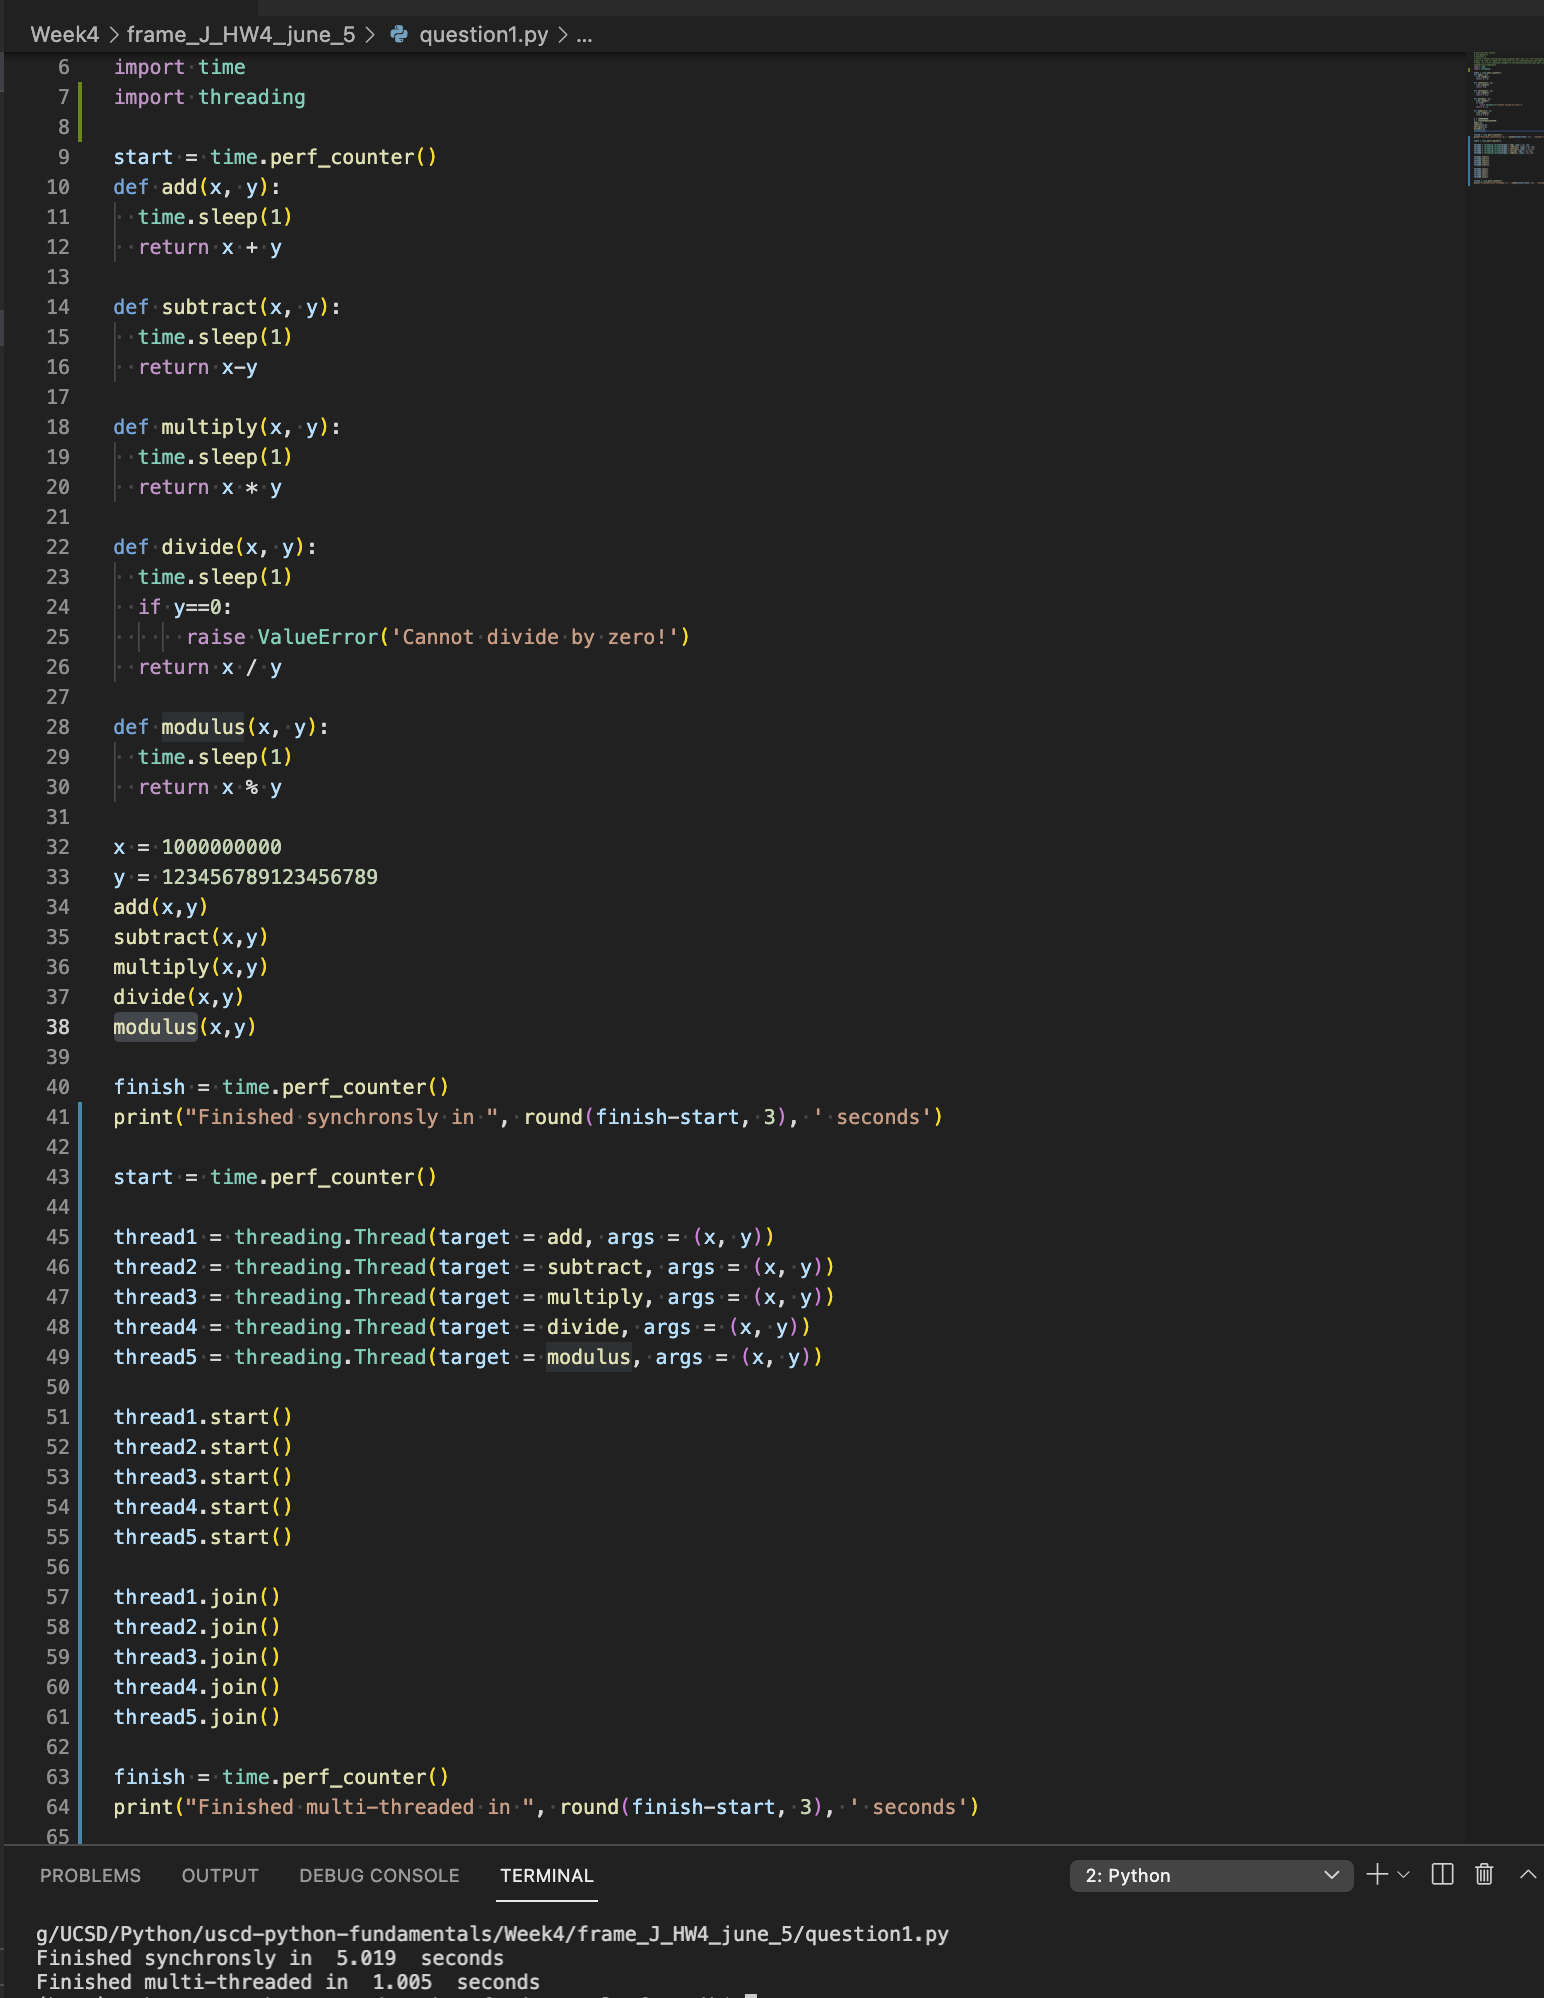 Week4 > frame_J_HW4_june_5 > question1.py > ...
6 import time
7 import threading
8
9 start = time.perf_counter()
10 def add(x, y):
11 time.sleep(1)
12 return x + y
13
14 def subtract(x, y):
15 time.sleep(1)
16 return x-y
17
18 def multiply(x, y):
19 time.sleep(1)
20 return x * y
21
22 def divide(x, y):
23 time.sleep(1)
24 if y==0:
25 raise ValueError('Cannot divide by zero!')
26 return x / y
27
28 def modulus(x, y):
29 time.sleep(1)
30 return x % y
31
32 x = 1000000000
33 y = 123456789123456789
34 add(x,y)
35 subtract(x,y)
36 multiply(x,y)
37 divide(x,y)
38 modulus(x,y)
39
40 finish = time.perf_counter()
41 print("Finished synchronsly in ", round(finish-start, 3), ' seconds')
42
43 start = time.perf_counter()
44
45 thread1 = threading.Thread(target = add, args = (x, y))
46 thread2 = threading.Thread(target = subtract, args = (x, y))
47 thread3 = threading.Thread(target = multiply, args = (x, y))
48 thread4 = threading.Thread(target = divide, args = (x, y))
49 thread5 = threading.Thread(target = modulus, args = (x, y))
50
51 thread1.start()
52 thread2.start()
53 thread3.start()
54 thread4.start()
55 thread5.start()
56
57 thread1.join()
58 thread2.join()
59 thread3.join()
60 thread4.join()
61 thread5.join()
62
63 finish = time.perf_counter()
64 print("Finished multi-threaded in ", round(finish-start, 3), ' seconds')
65
PROBLEMS OUTPUT DEBUG CONSOLE TERMINAL 2: Python
g/UCSD/Python/uscd-python-fundamentals/Week4/frame_J_HW4_june_5/question1.py
Finished synchronsly in  5.019  seconds
Finished multi-threaded in  1.005  seconds